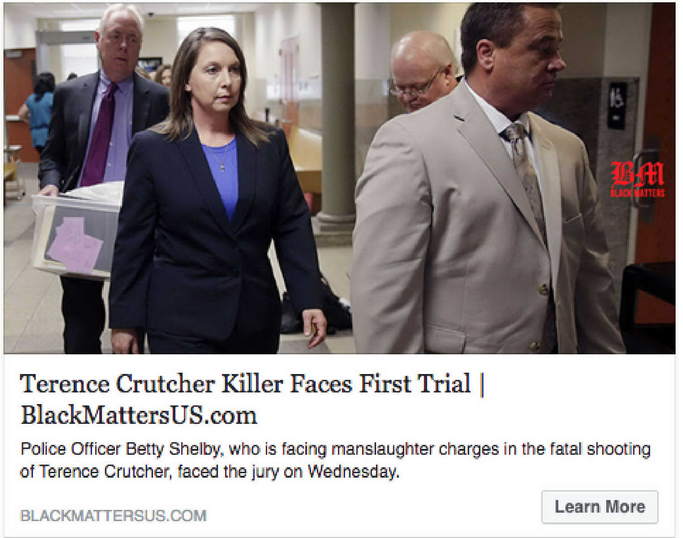 BM
BLACK MATTERS
Terence Crutcher Killer Faces First Trial |
BlackMattersUS.com
Police Officer Betty Shelby, who is facing manslaughter charges in the fatal shooting
of Terence Crutcher, faced the jury on Wednesday.
BLACKMATTERSUS.COM
Learn More